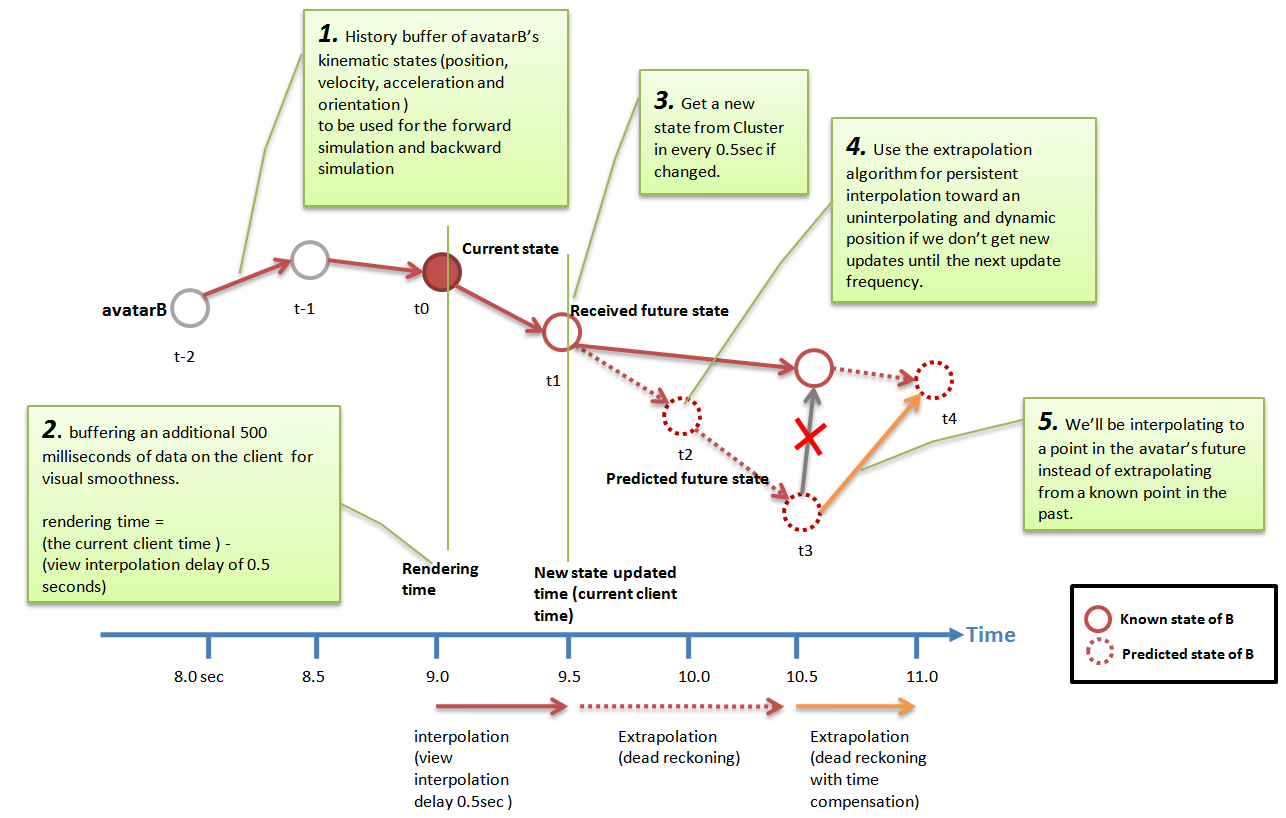 1. History buffer of avatarB's
kinematic states (position,
velocity, acceleration and
orientation )
to be used for the forward
simulation and backward
simulation
3. Get a new
state from Cluster
in every 0.5sec if
changed.
4. Use the extrapolation
algorithm for persistent
interpolation toward an
uninterpolating and dynamic
position if we don't get new
updates until the next update
frequency.
Current state
avatarB
t-2
t-1
t0
Received future state
t1
t2
Predicted future state
t3
t4
2. buffering an additional 500
milliseconds of data on the client for
visual smoothness.
rendering time =
(the current client time ) -
(view interpolation delay of 0.5
seconds)
5. We'll be interpolating to
a point in the avatar's future
instead of extrapolating
from a known point in the
past.
Rendering
time
New state updated
time (current client
time)
Known state of B
Predicted state of B
Time
8.0 sec
8.5
9.0
9.5
10.0
10.5
11.0
interpolation
(view
interpolation
delay 0.5sec )
Extrapolation
(dead reckoning)
Extrapolation
(dead reckoning
with time
compensation)